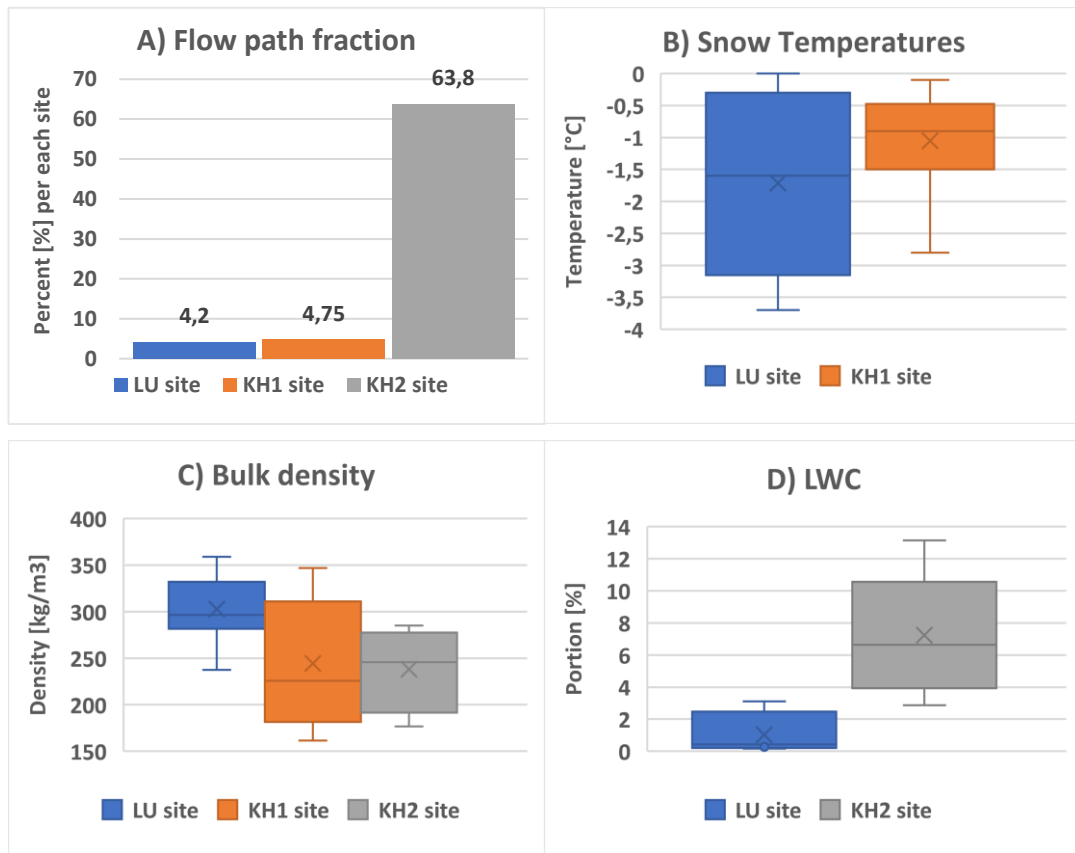 A) Flow path fraction
Percent [%] per each site
70
60
50
40
30
20
10
0
4,2
4,75
63,8
LU site KH1 site KH2 site
B) Snow Temperatures
Temperature [°C]
0
-0,5
-1
-1,5
-2
-2,5
-3
-3,5
-4
LU site KH1 site
C) Bulk density
Density [kg/m3]
400
350
300
250
200
150
LU site KH1 site KH2 site
D) LWC
Portion [%]
14
12
10
8
6
4
2
0
LU site KH2 site